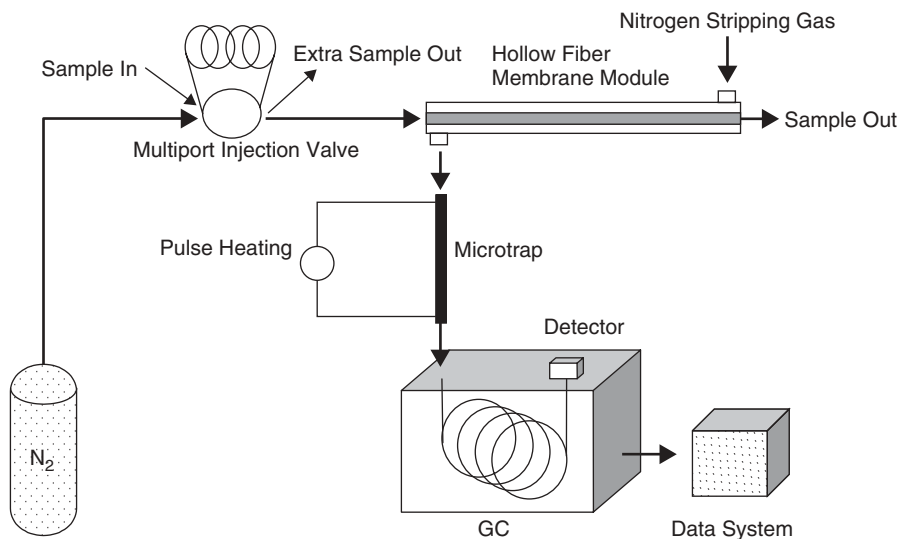 Nitrogen Stripping Gas
Sample In
Extra Sample Out
Hollow Fiber
Membrane Module
Sample Out
Multiport Injection Valve
Pulse Heating
Microtrap
Detector
N2
GC
Data System